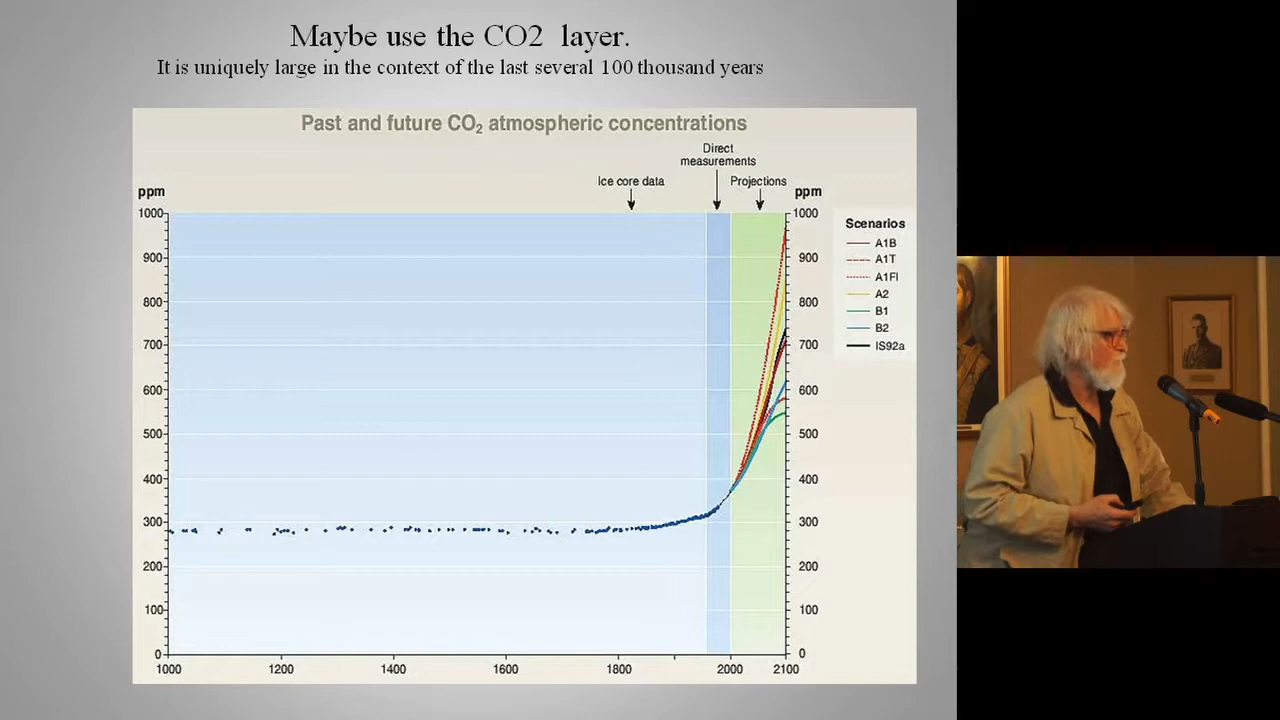 Maybe use the CO2 layer.
It is uniquely large in the context of the last several 100 thousand years
Past and future CO₂ atmospheric concentrations
Direct
measurements
Ice core data
Projections
ppm
ppm
1000
900
800
700
600
500
400
300
200
100
0
1000
900
800
700
600
500
400
300
200
100
0
1000
1200
1400
1600
1800
2000
2100
Scenarios
A1B
A1T
A1FI
A2
B1
B2
IS92a